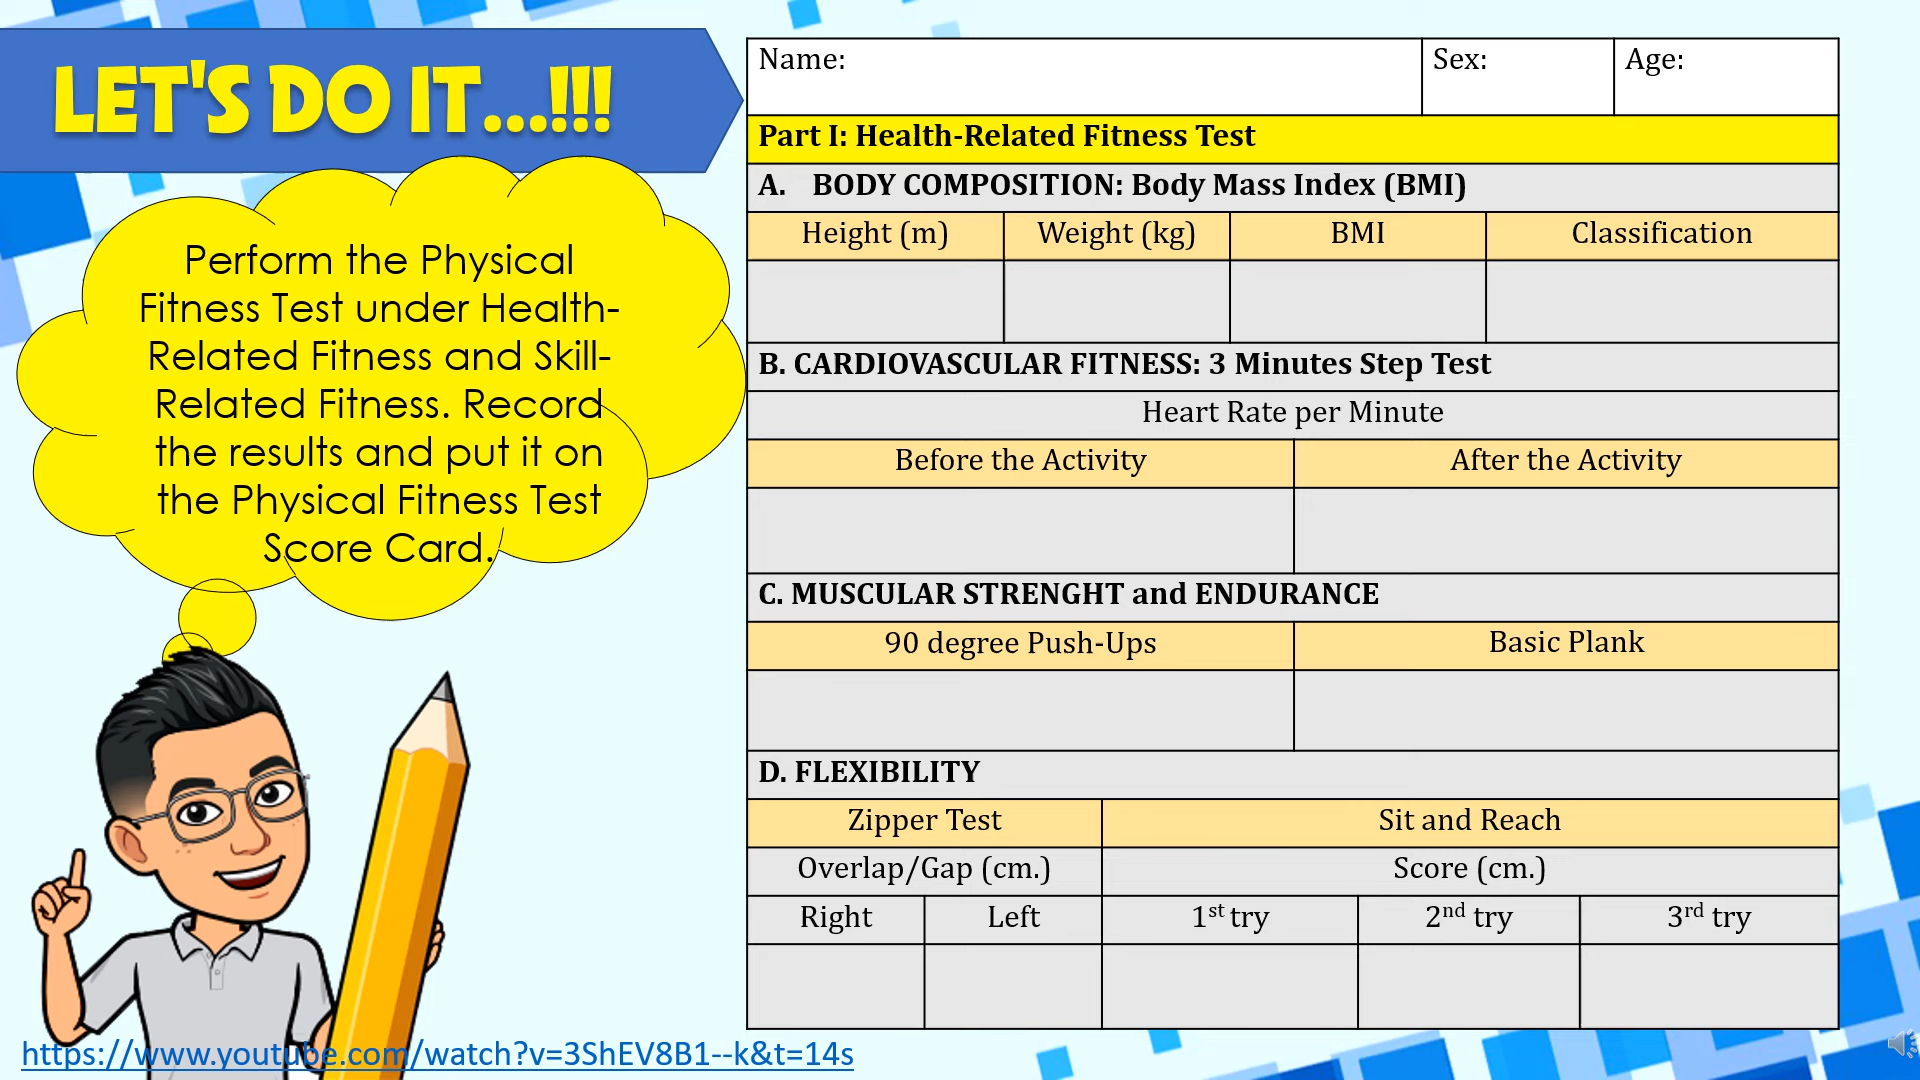 LET'S DO IT...!!!
Perform the Physical
Fitness Test under Health-
Related Fitness and Skill-
Related Fitness. Record
the results and put it on
the Physical Fitness Test
Score Card.
https://www.youtube.com/watch?v=3ShEV8B1--k&t=14s
Name: Sex: Age:
Part I: Health-Related Fitness Test
A. BODY COMPOSITION: Body Mass Index (BMI)
Height (m) Weight (kg) BMI Classification
B. CARDIOVASCULAR FITNESS: 3 Minutes Step Test
Heart Rate per Minute
Before the Activity After the Activity
C. MUSCULAR STRENGHT and ENDURANCE
90 degree Push-Ups Basic Plank
D. FLEXIBILITY
Zipper Test Sit and Reach
Overlap/Gap (cm.) Score (cm.)
Right Left 1st try 2nd try 3rd try